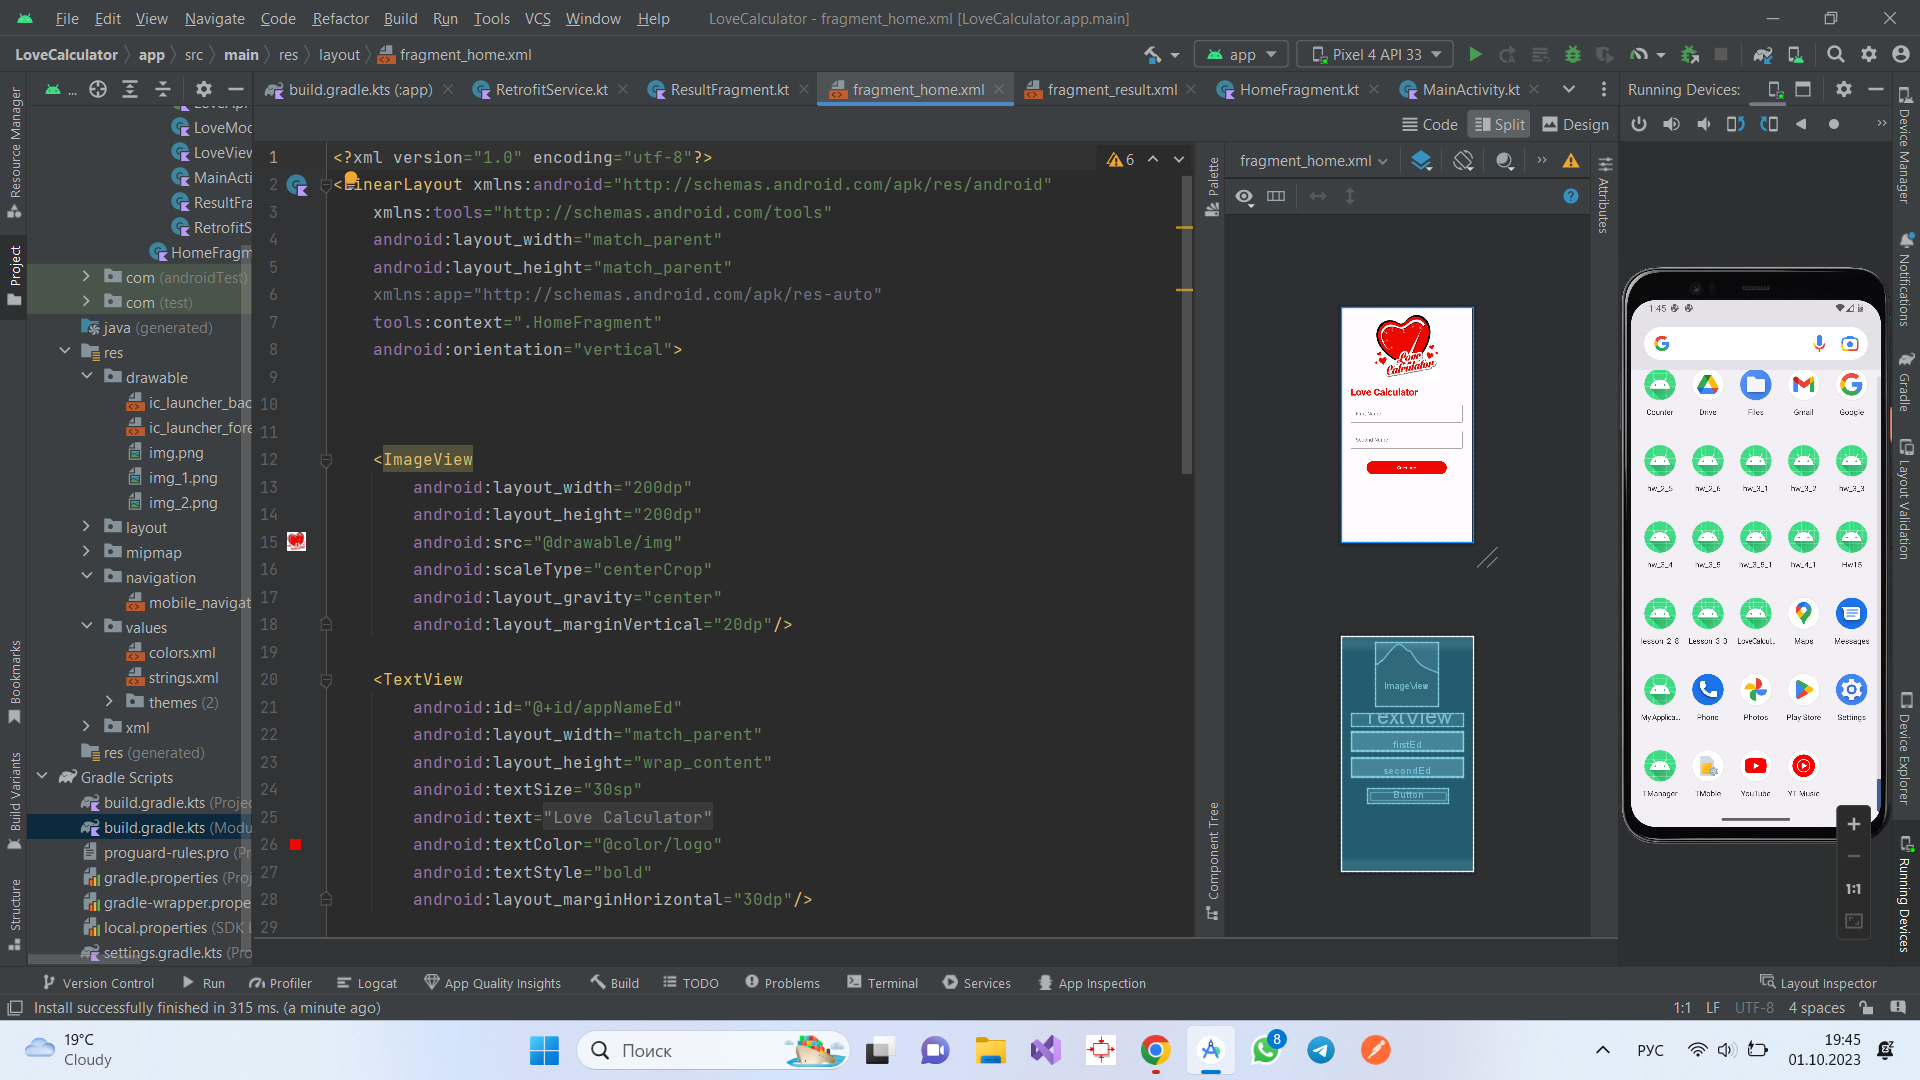 File Edit View Navigate Code Refactor Build Run Tools VCS Window Help LoveCalculator - fragment_home.xml [LoveCalculator.app.main]
LoveCalculator app src main res layout fragment_home.xml app Pixel 4 API 33
build.gradle.kts (:app) RetrofitService.kt ResultFragment.kt fragment_home.xml fragment_result.xml HomeFragment.kt MainActivity.kt Running Devices:
Code Split Design
Resource Manager
Project
Bookmarks
Build Variants
Structure
LoveMoc
LoveView
MainActi
ResultFra
RetrofitS
HomeFragm
com (androidTest)
com (test)
java (generated)
res
drawable
ic_launcher_bac
ic_launcher_fore
img.png
img_1.png
img_2.png
layout
mipmap
navigation
mobile_navigat
values
colors.xml
strings.xml
themes (2)
xml
res (generated)
Gradle Scripts
build.gradle.kts (Projec
build.gradle.kts (Modu
proguard-rules.pro (Pr
gradle.properties (Proj
gradle-wrapper.prope
local.properties (SDK L
settings.gradle.kts (Pro
6
1 <?xml version="1.0" encoding="utf-8"?>
2 <LinearLayout xmlns:android="http://schemas.android.com/apk/res/android"
3 xmlns:tools="http://schemas.android.com/tools"
4 android:layout_width="match_parent"
5 android:layout_height="match_parent"
6 xmlns:app="http://schemas.android.com/apk/res-auto"
7 tools:context=".HomeFragment"
8 android:orientation="vertical">
9
10
11
12 <ImageView
13 android:layout_width="200dp"
14 android:layout_height="200dp"
15 android:src="@drawable/img"
16 android:scaleType="centerCrop"
17 android:layout_gravity="center"
18 android:layout_marginVertical="20dp"/>
19
20 <TextView
21 android:id="@+id/appNameEd"
22 android:layout_width="match_parent"
23 android:layout_height="wrap_content"
24 android:textSize="30sp"
25 android:text="Love Calculator"
26 android:textColor="@color/logo"
27 android:textStyle="bold"
28 android:layout_marginHorizontal="30dp"/>
29
Palette
Component Tree
fragment_home.xml
Attributes
Love Calculator
Love Calculator
First Name
Second Name
ImageView
TextView
firstEd
secondEd
Button
1:45
Counter Drive Files Gmail Google
hw_2_5 hw_2_6 hw_3_1 hw_3_2 hw_3_3
hw_3_4 hw_3_5 hw_3_5_1 hw_4_1 Hw15
lesson_2_8 Lesson_3_3 LoveCalcul... Maps Messages
My Applica... Phone Photos Play Store Settings
TManager TMoble YouTube YT Music
1:1
Device Manager
Notifications
Gradle
Layout Validation
Device Explorer
Running Devices
Version Control Run Profiler Logcat App Quality Insights Build TODO Problems Terminal Services App Inspection Layout Inspector
Install successfully finished in 315 ms. (a minute ago) 1:1 LF UTF-8 4 spaces
19°C
Cloudy
Поиск
8
РУС
19:45
01.10.2023